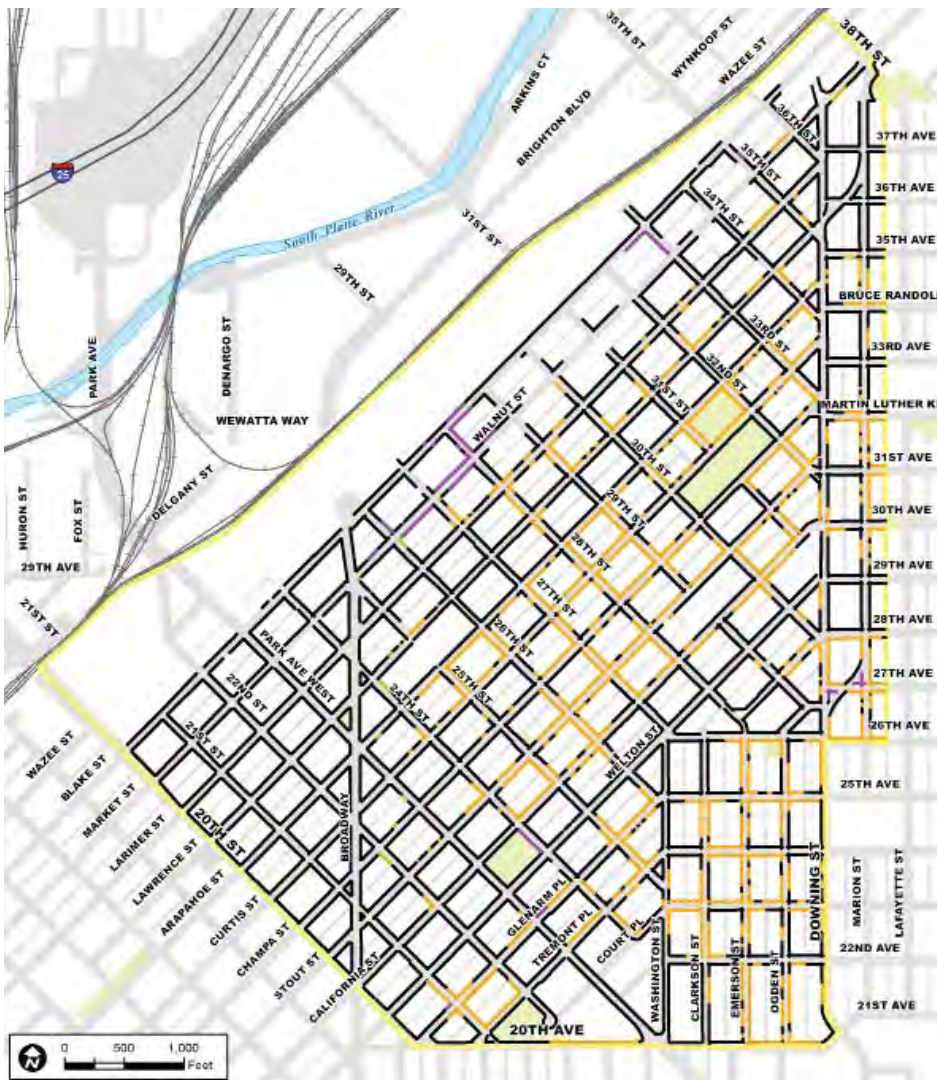 38TH ST
35TH ST
WYNKOOP ST
WAZEE ST
ARKINS CT
BRIGHTON BLVD
36TH ST
37TH AVE
35TH ST
36TH AVE
34TH ST
25
South Platte River
31ST ST
35TH AVE
29TH ST
BRUCE RANDOL
33RD ST
33RD AVE
PARK AVE
DENARGO ST
32ND ST
31ST ST
MARTIN LUTHER K
WEWATTA WAY
WALNUT ST
30TH ST
31ST AVE
DELGANY ST
HURON ST
FOX ST
29TH ST
30TH AVE
28TH ST
29TH AVE
29TH AVE
27TH ST
21ST ST
26TH ST
28TH AVE
PARK AVE WEST
25TH ST
27TH AVE
22ND ST
24TH ST
26TH AVE
21ST ST
WELTON ST
WAZEE ST
BLAKE ST
25TH AVE
MARKET ST
20TH ST
BROADWAY
LARIMER ST
LAWRENCE ST
ARAPAHOE ST
GLENARM PL
DOWNING ST
MARION ST
LAFAYETTE ST
CURTIS ST
TREMONT PL
COURT PL
CHAMPA ST
WASHINGTON ST
CLARKSON ST
EMERSON ST
OGDEN ST
22ND AVE
STOUT ST
CALIFORNIA ST
21ST AVE
20TH AVE
N
0 500 1,000
Feet